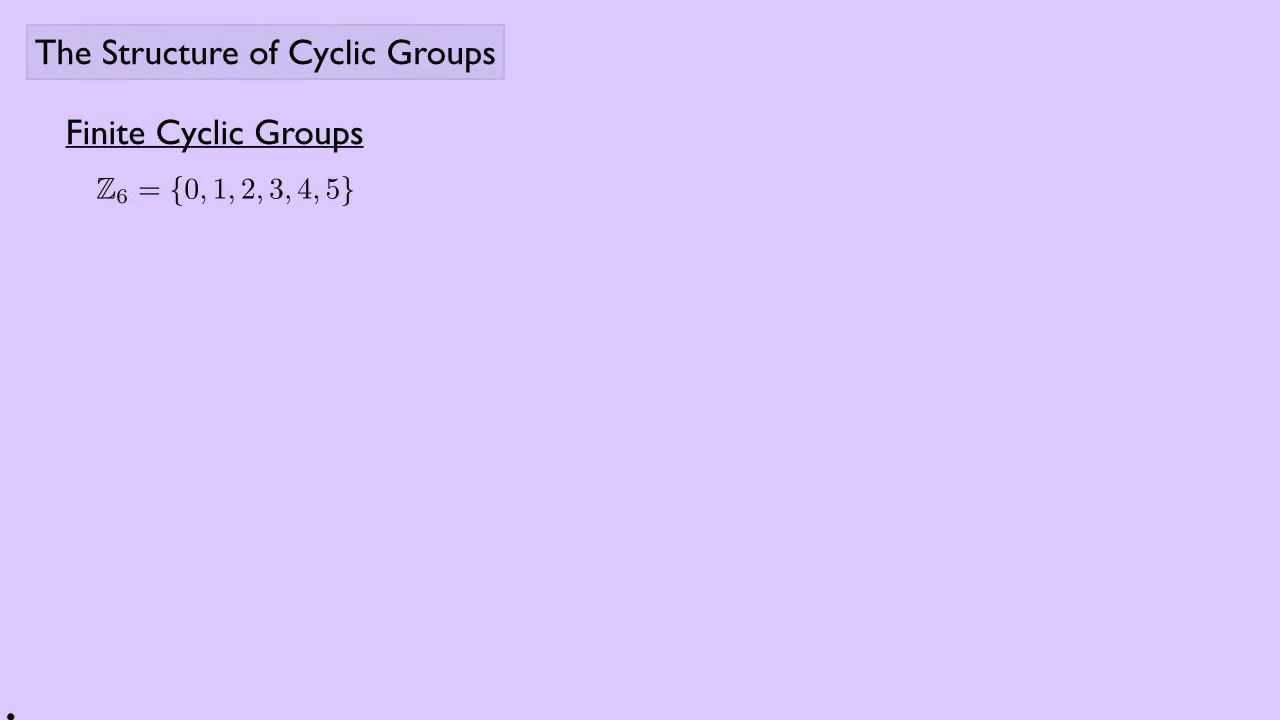 The Structure of Cyclic Groups
Finite Cyclic Groups
ℤ₆ = {0, 1, 2, 3, 4, 5}